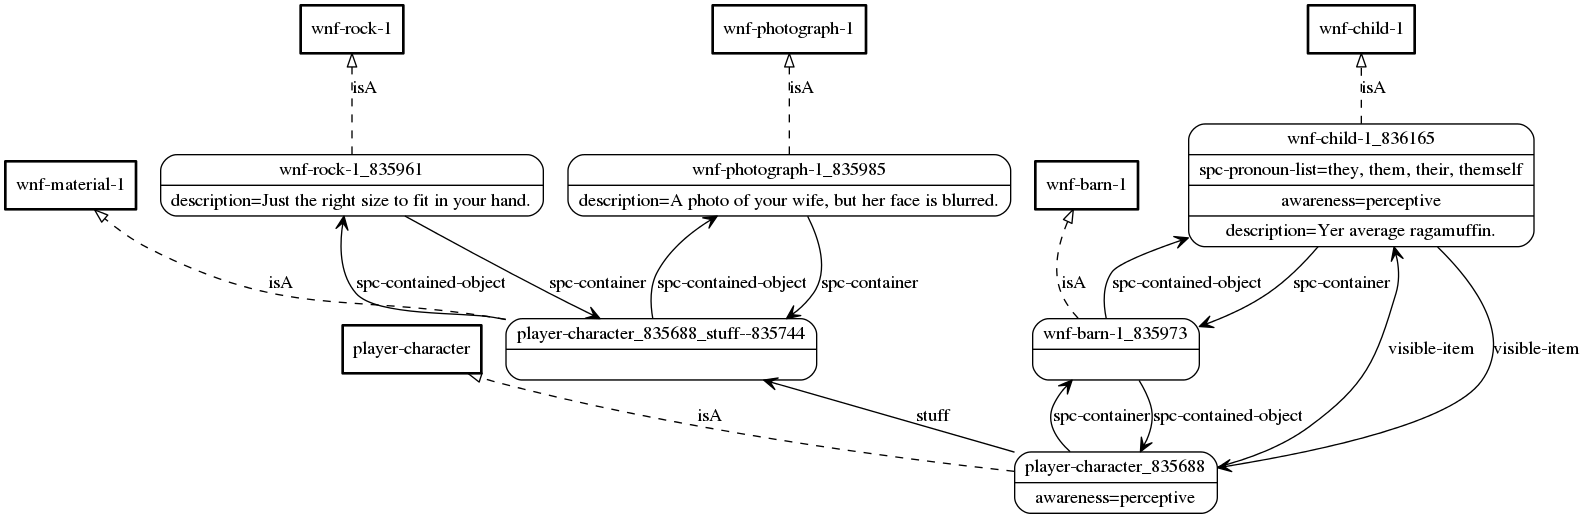 wnf-rock-1
wnf-photograph-1
wnf-child-1
isA
isA
isA
wnf-child-1_836165
spc-pronoun-list=they, them, their, themself
awareness=perceptive
description=Yer average ragamuffin.
wnf-material-1
wnf-rock-1_835961
description=Just the right size to fit in your hand.
wnf-photograph-1_835985
description=A photo of your wife, but her face is blurred.
wnf-barn-1
isA
spc-contained-object
spc-container
spc-contained-object
spc-container
isA
spc-contained-object
spc-container
player-character
player-character_835688_stuff--835744
wnf-barn-1_835973
visible-item
visible-item
isA
stuff
spc-container
spc-contained-object
player-character_835688
awareness=perceptive